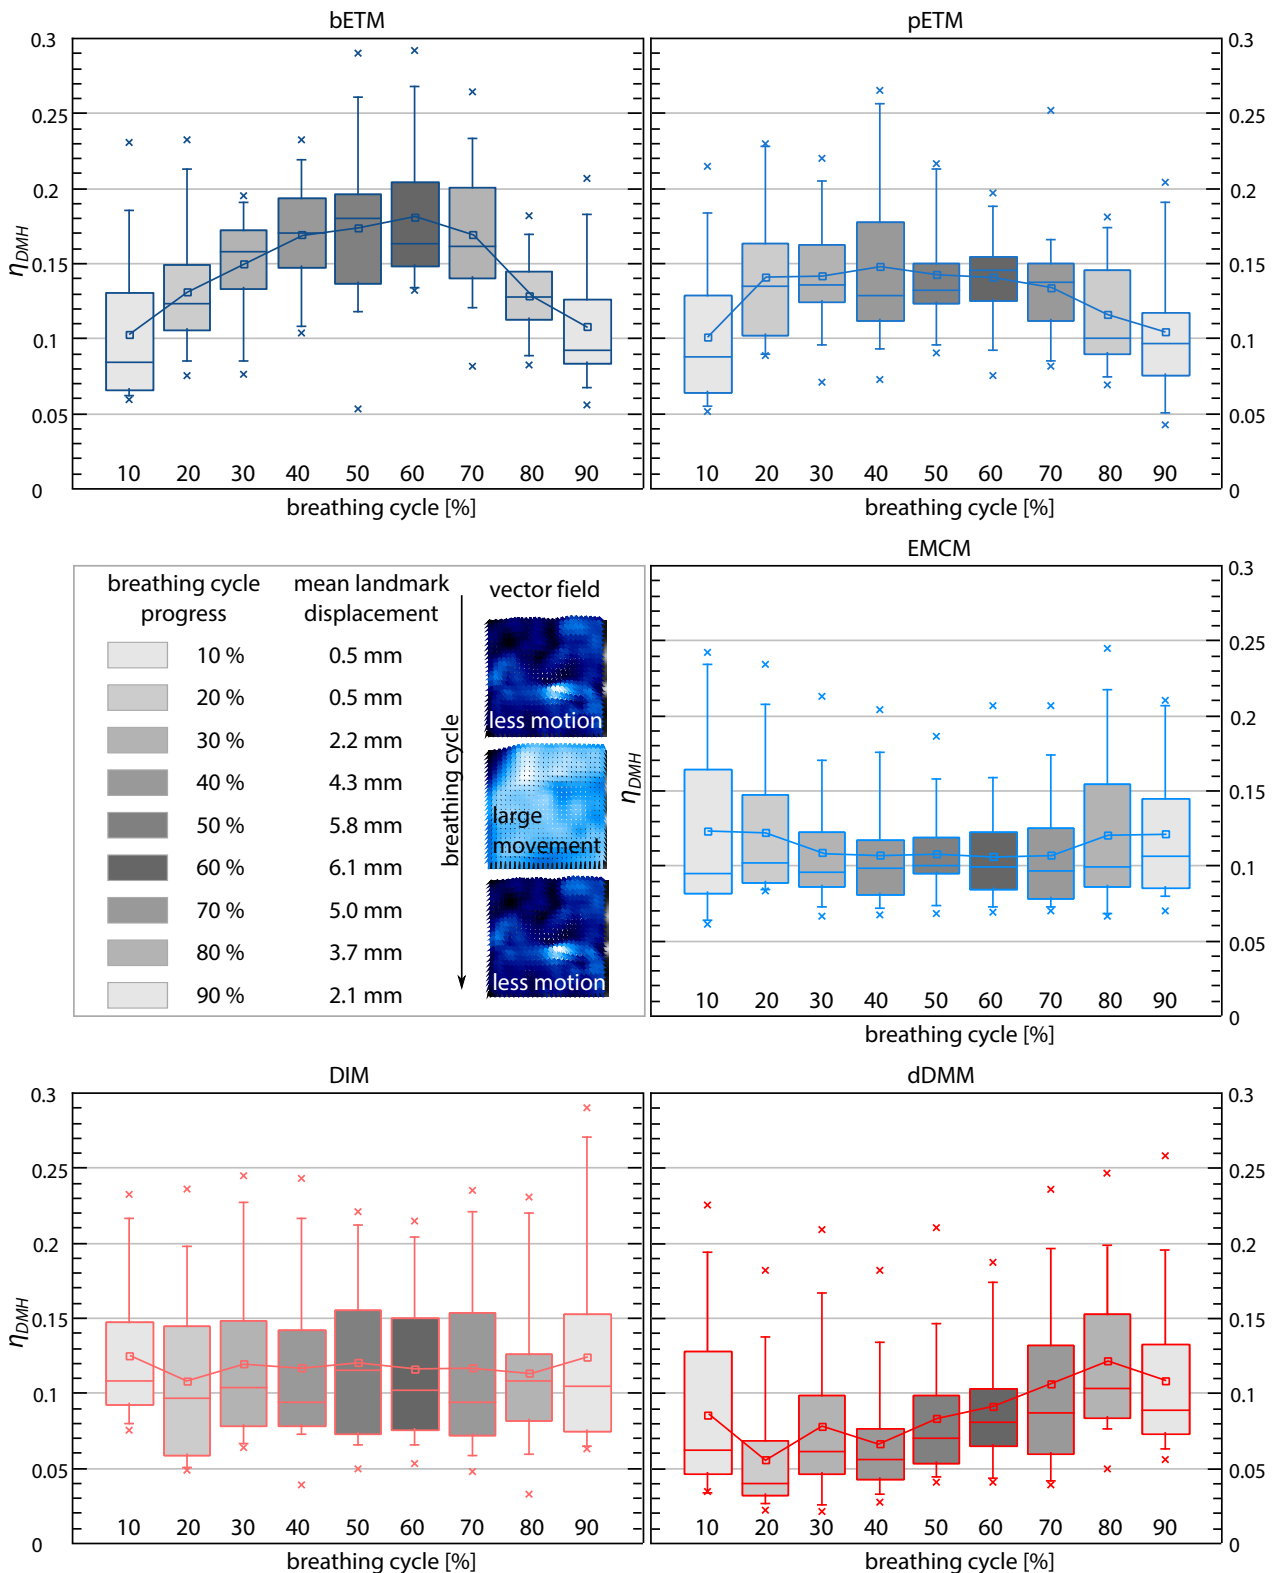 bETM
pETM
0.3
0.25
0.2
0.15
0.1
0.05
0
η_DMH
10 20 30 40 50 60 70 80 90
breathing cycle [%]
10 20 30 40 50 60 70 80 90
breathing cycle [%]
0.3
0.25
0.2
0.15
0.1
0.05
0
breathing cycle progress
mean landmark displacement
vector field
10 % 0.5 mm
20 % 0.5 mm
30 % 2.2 mm
40 % 4.3 mm
50 % 5.8 mm
60 % 6.1 mm
70 % 5.0 mm
80 % 3.7 mm
90 % 2.1 mm
breathing cycle
less motion
large
movement
less motion
EMCM
η_DMH
0.3
0.25
0.2
0.15
0.1
0.05
0
10 20 30 40 50 60 70 80 90
breathing cycle [%]
DIM
dDMM
0.3
0.25
0.2
0.15
0.1
0.05
0
η_DMH
10 20 30 40 50 60 70 80 90
breathing cycle [%]
10 20 30 40 50 60 70 80 90
breathing cycle [%]
0.3
0.25
0.2
0.15
0.1
0.05
0